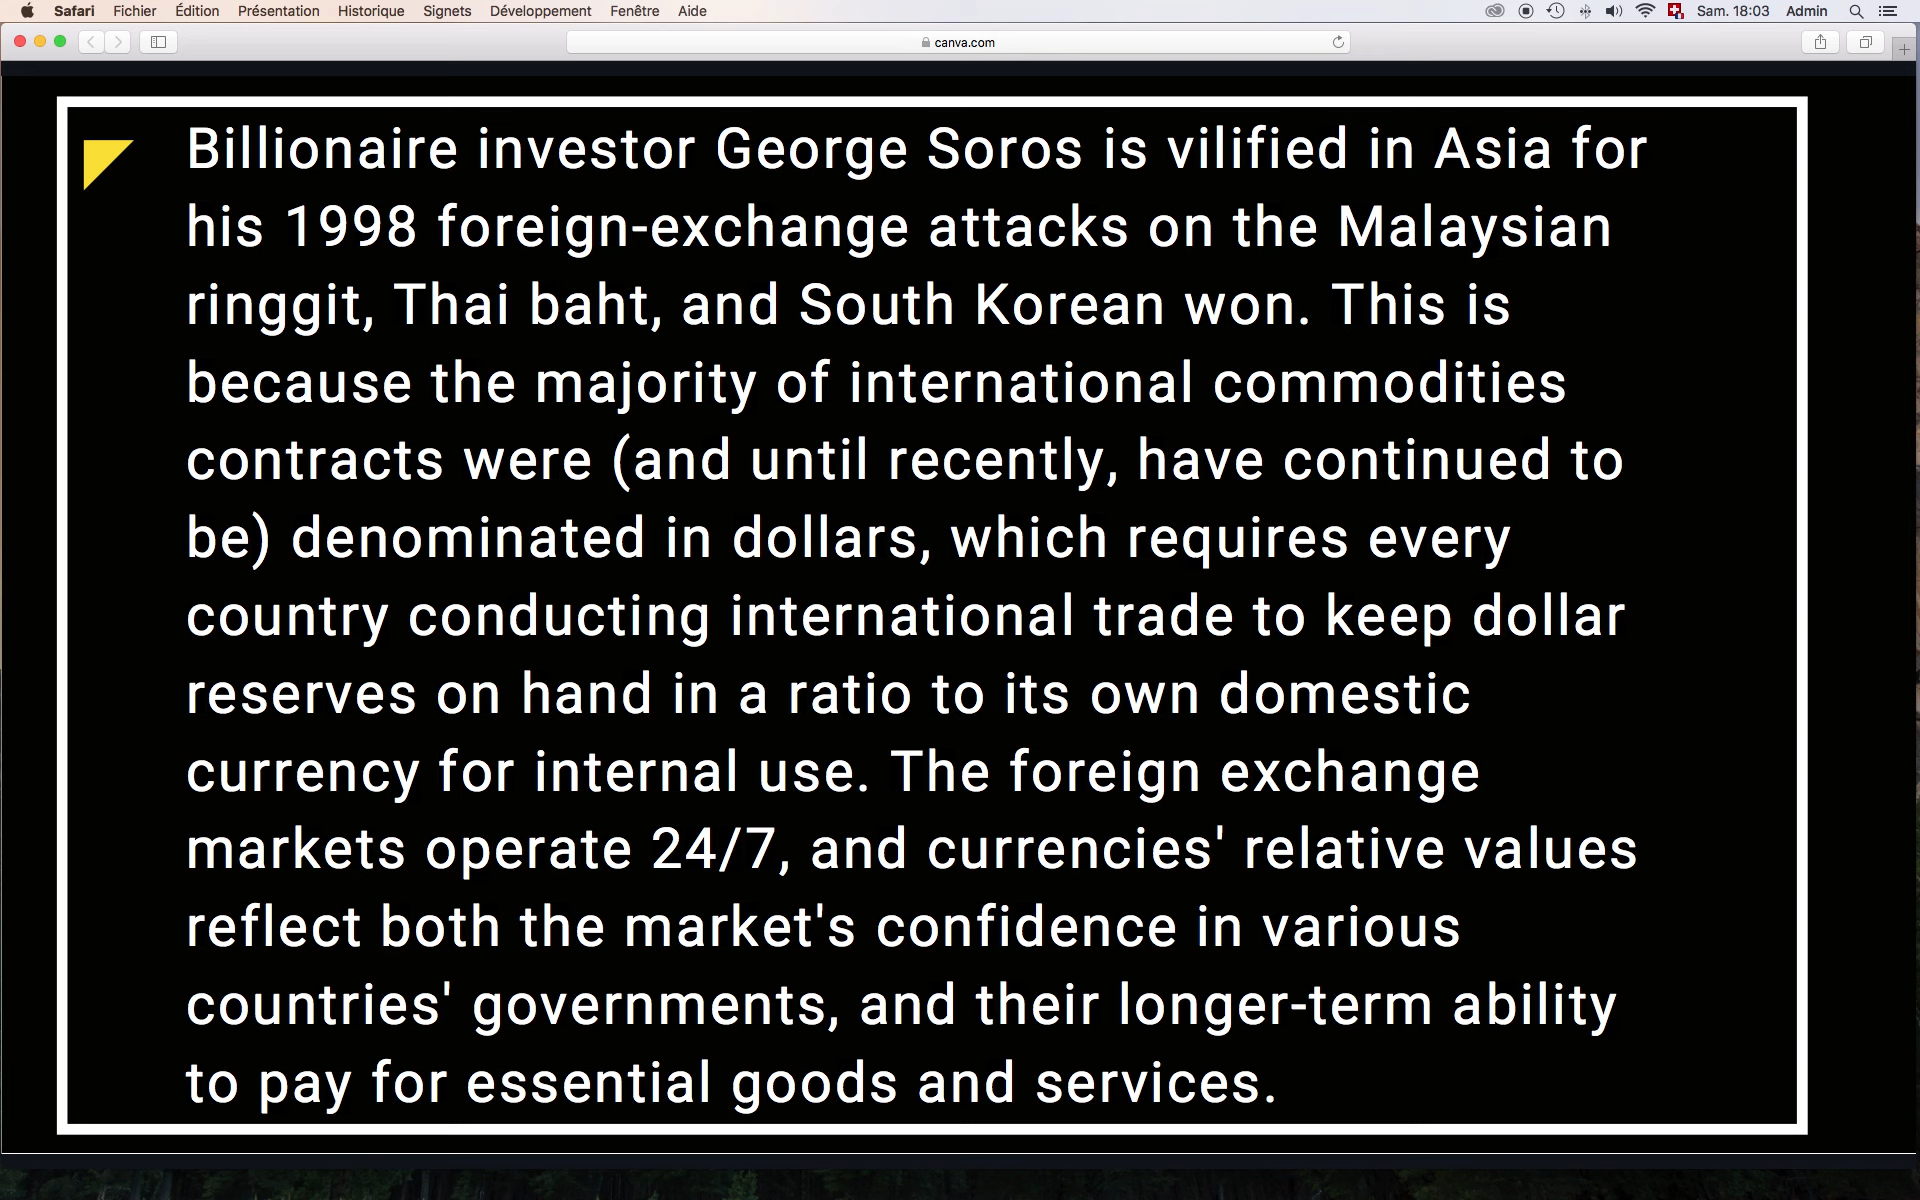 Safari Fichier Édition Présentation Historique Signets Développement Fenêtre Aide Sam. 18:03 Admin
canva.com
Billionaire investor George Soros is vilified in Asia for
his 1998 foreign-exchange attacks on the Malaysian
ringgit, Thai baht, and South Korean won. This is
because the majority of international commodities
contracts were (and until recently, have continued to
be) denominated in dollars, which requires every
country conducting international trade to keep dollar
reserves on hand in a ratio to its own domestic
currency for internal use. The foreign exchange
markets operate 24/7, and currencies' relative values
reflect both the market's confidence in various
countries' governments, and their longer-term ability
to pay for essential goods and services.